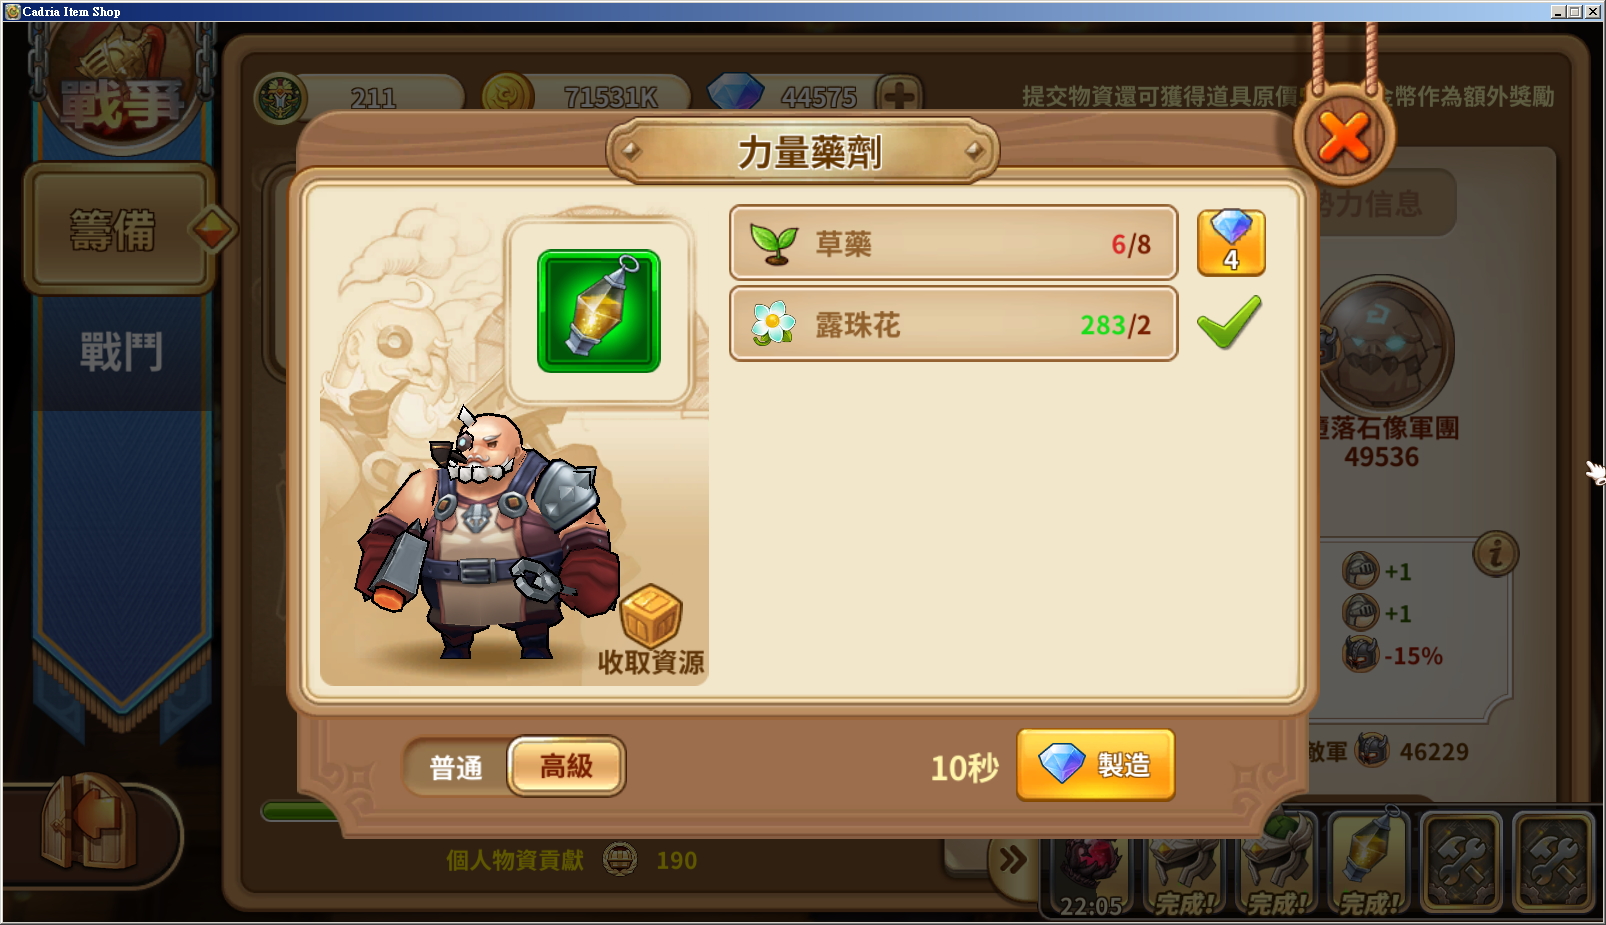 Cadria Item Shop
戰爭
211
71531K
44575
提交物資還可獲得道具原價
金幣作為額外獎勵
力量藥劑
籌備
戰鬥
草藥
6/8
4
露珠花
283/2
勢力信息
墮落石像軍團
49536
+1
+1
-15%
敵軍
46229
收取資源
普通
高級
10秒
製造
個人物資貢獻
190
22:05
完成!
完成!
完成!